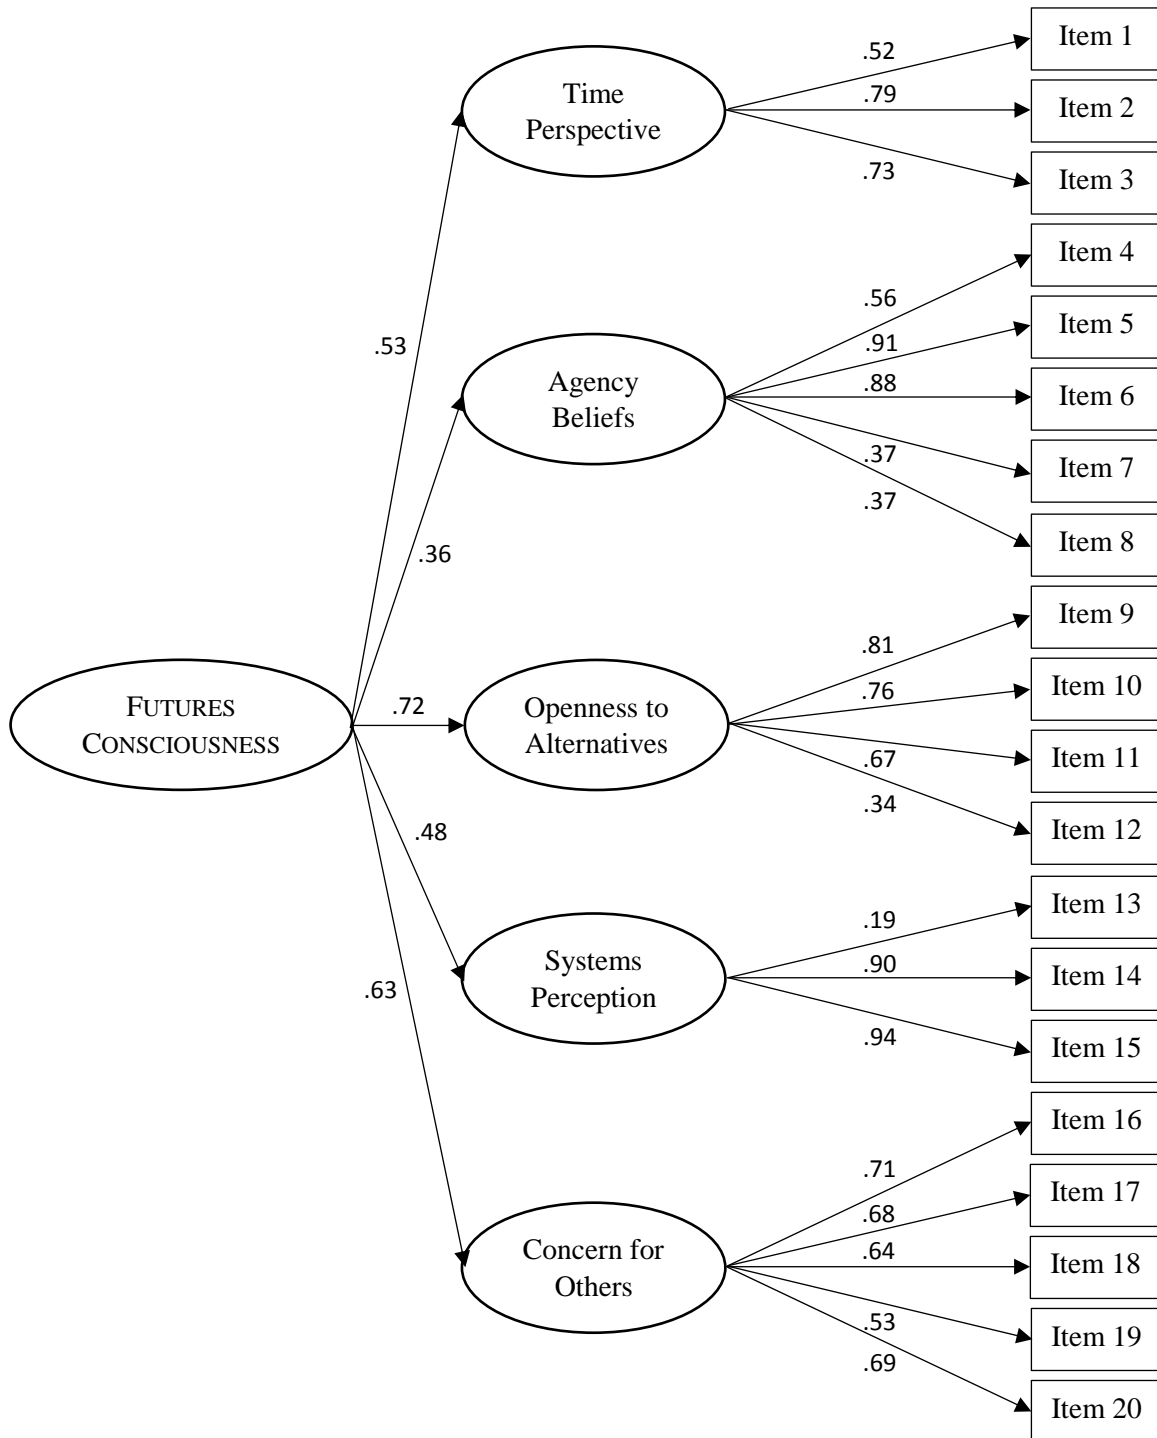 Item 1
.52
Time
Perspective
.79
Item 2
.73
Item 3
Item 4
.56
Item 5
.53
.91
Agency
Beliefs
.88
Item 6
.37
Item 7
.37
Item 8
.36
Item 9
.81
.76
Item 10
FUTURES
CONSCIOUSNESS
.72
Openness to
Alternatives
.67
Item 11
.34
Item 12
.48
Item 13
.19
Systems
Perception
.90
Item 14
.63
.94
Item 15
Item 16
.71
Item 17
.68
Concern for
Others
.64
Item 18
.53
Item 19
.69
Item 20